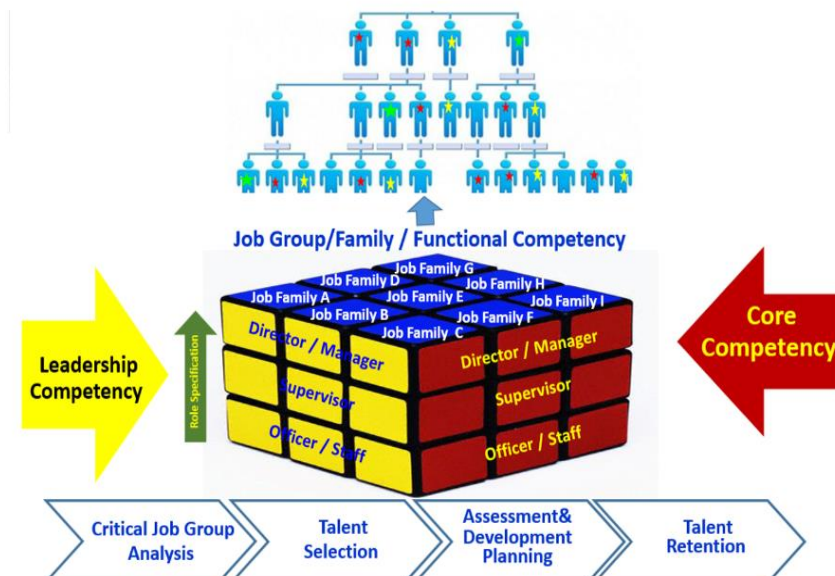 Job Group/Family / Functional Competency
Job Family G
Job Family D
Job Family H
Job Family A
Job Family E
Job Family I
Job Family B
Job Family F
Job Family C
Leadership
Competency
Role Specification
Director / Manager
Supervisor
Officer / Staff
Director / Manager
Supervisor
Officer / Staff
Core
Competency
Critical Job Group
Analysis
Talent
Selection
Assessment&
Development
Planning
Talent
Retention